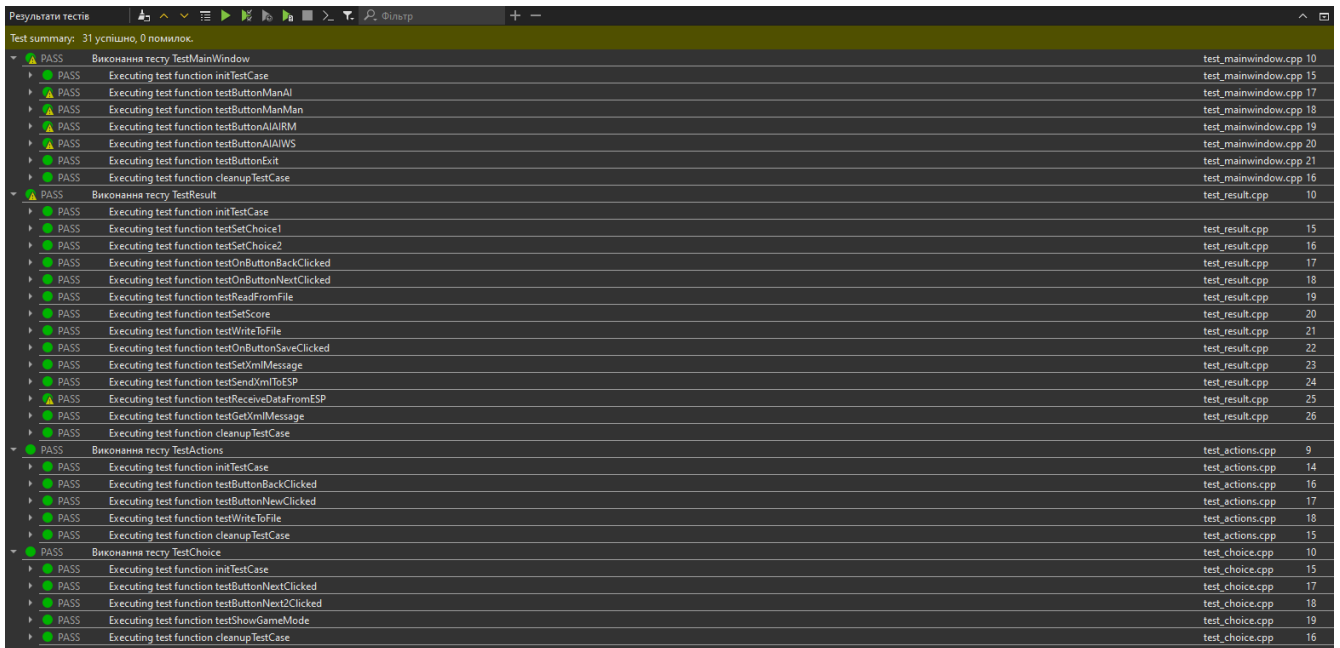 Результати тестів Фільтр
Test summary: 31 успішно, 0 помилок.
PASS Виконання тесту TestMainWindow test_mainwindow.cpp 10
PASS Executing test function initTestCase test_mainwindow.cpp 15
PASS Executing test function testButtonManAI test_mainwindow.cpp 17
PASS Executing test function testButtonManMan test_mainwindow.cpp 18
PASS Executing test function testButtonAIAIRM test_mainwindow.cpp 19
PASS Executing test function testButtonAIAIWS test_mainwindow.cpp 20
PASS Executing test function testButtonExit test_mainwindow.cpp 21
PASS Executing test function cleanupTestCase test_mainwindow.cpp 16
PASS Виконання тесту TestResult test_result.cpp 10
PASS Executing test function initTestCase
PASS Executing test function testSetChoice1 test_result.cpp 15
PASS Executing test function testSetChoice2 test_result.cpp 16
PASS Executing test function testOnButtonBackClicked test_result.cpp 17
PASS Executing test function testOnButtonNextClicked test_result.cpp 18
PASS Executing test function testReadFromFile test_result.cpp 19
PASS Executing test function testSetScore test_result.cpp 20
PASS Executing test function testWriteToFile test_result.cpp 21
PASS Executing test function testOnButtonSaveClicked test_result.cpp 22
PASS Executing test function testSetXmlMessage test_result.cpp 23
PASS Executing test function testSendXmlToESP test_result.cpp 24
PASS Executing test function testReceiveDataFromESP test_result.cpp 25
PASS Executing test function testGetXmlMessage test_result.cpp 26
PASS Executing test function cleanupTestCase
PASS Виконання тесту TestActions test_actions.cpp 9
PASS Executing test function initTestCase test_actions.cpp 14
PASS Executing test function testButtonBackClicked test_actions.cpp 16
PASS Executing test function testButtonNewClicked test_actions.cpp 17
PASS Executing test function testWriteToFile test_actions.cpp 18
PASS Executing test function cleanupTestCase test_actions.cpp 15
PASS Виконання тесту TestChoice test_choice.cpp 10
PASS Executing test function initTestCase test_choice.cpp 15
PASS Executing test function testButtonNextClicked test_choice.cpp 17
PASS Executing test function testButtonNext2Clicked test_choice.cpp 18
PASS Executing test function testShowGameMode test_choice.cpp 19
PASS Executing test function cleanupTestCase test_choice.cpp 16